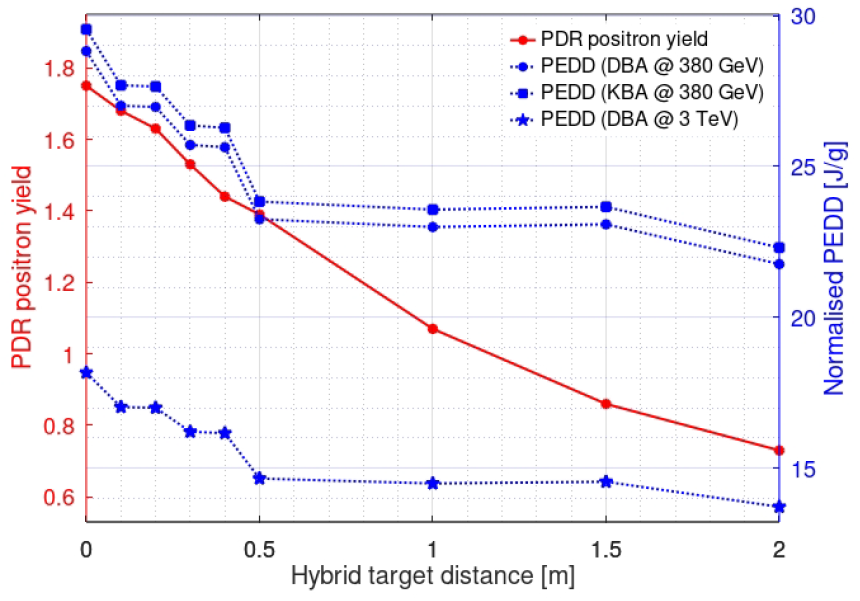 PDR positron yield
PEDD (DBA @ 380 GeV)
PEDD (KBA @ 380 GeV)
PEDD (DBA @ 3 TeV)
PDR positron yield
1.8
1.6
1.4
1.2
1
0.8
0.6
Normalised PEDD [J/g]
30
25
20
15
0
0.5
1
1.5
2
Hybrid target distance [m]